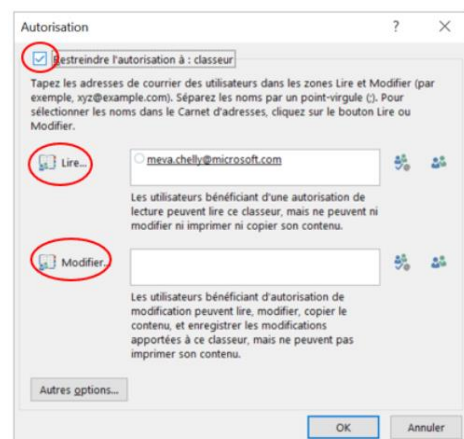 Autorisation ? ×
Restreindre l'autorisation à : classeur
Tapez les adresses de courrier des utilisateurs dans les zones Lire et Modifier (par
exemple, xyz@example.com). Séparez les noms par un point-virgule (;). Pour
sélectionner les noms dans le Carnet d'adresses, cliquez sur le bouton Lire ou
Modifier.
Lire... meva.chelly@microsoft.com
Les utilisateurs bénéficiant d'une autorisation de
lecture peuvent lire ce classeur, mais ne peuvent ni
modifier ni imprimer ni copier son contenu.
Modifier...
Les utilisateurs bénéficiant d'autorisation de
modification peuvent lire, modifier, copier le
contenu, et enregistrer les modifications
apportées à ce classeur, mais ne peuvent pas
imprimer son contenu.
Autres options...
OK Annuler